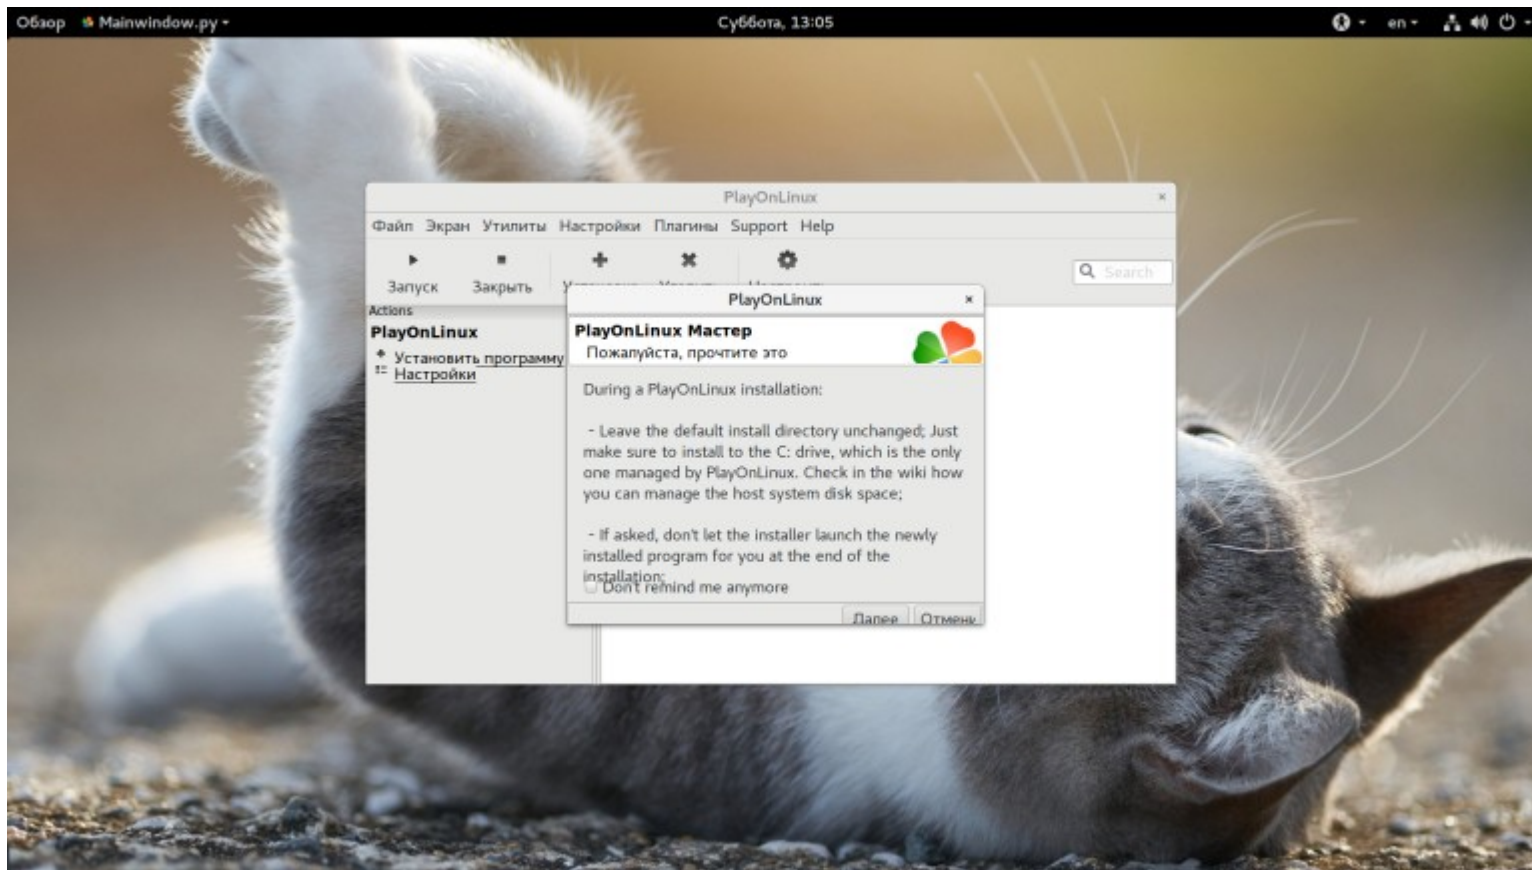 Обзор Mainwindow.py Суббота, 13:05 en
PlayOnLinux
Файл Экран Утилиты Настройки Плагины Support Help
Запуск Закрыть
Search
Actions
PlayOnLinux
Установить программу
Настройки
PlayOnLinux
PlayOnLinux Мастер
Пожалуйста, прочтите это
During a PlayOnLinux installation:
- Leave the default install directory unchanged; Just
make sure to install to the C: drive, which is the only
one managed by PlayOnLinux. Check in the wiki how
you can manage the host system disk space;
- If asked, don't let the installer launch the newly
installed program for you at the end of the
installation;
Don't remind me anymore
Далее Отмени